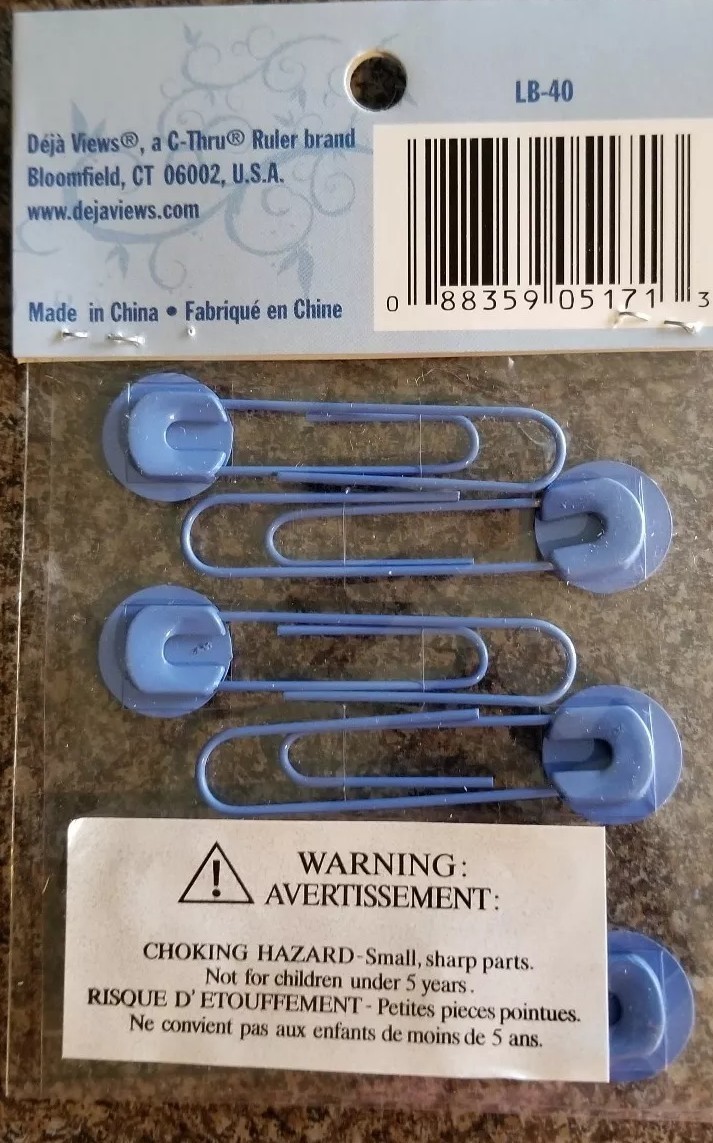 LB-40
Déjà Views®, a C-Thru® Ruler brand
Bloomfield, CT 06002, U.S.A.
www.dejaviews.com
Made in China • Fabriqué en Chine
0 88359 05171 3
WARNING:
AVERTISSEMENT:
CHOKING HAZARD-Small, sharp parts.
Not for children under 5 years.
RISQUE D' ETOUFFEMENT - Petites pieces pointues.
Ne convient pas aux enfants de moins de 5 ans.